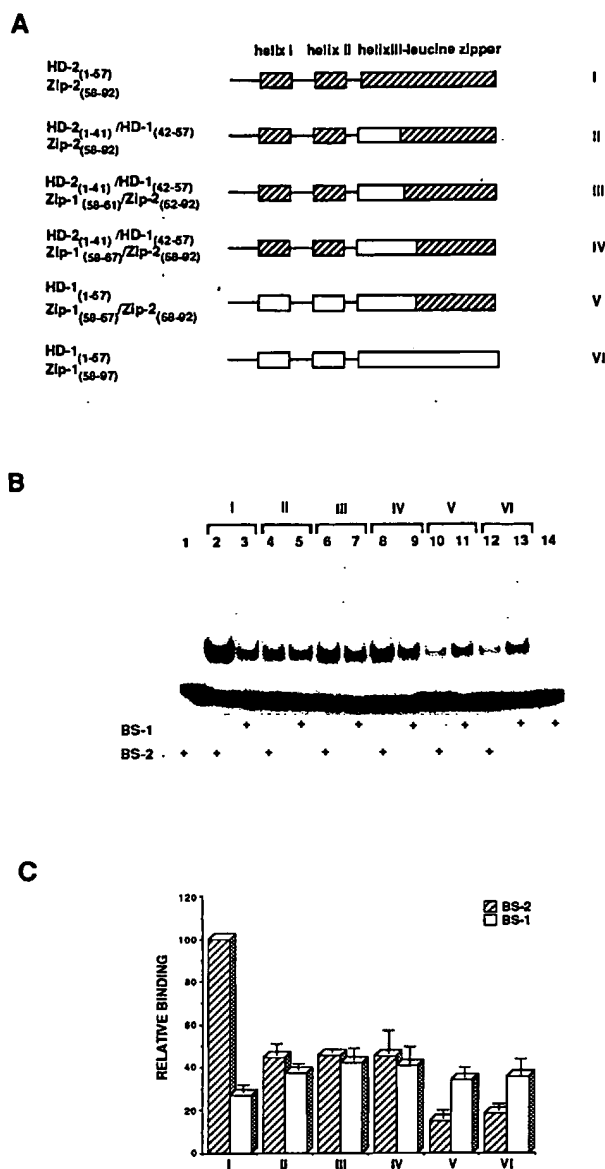 A
helix I helix II helixIII-leucine zipper
HD-2(1-57)
Zip-2(58-92)
I
HD-2(1-41) /HD-1(42-57)
Zip-2(58-92)
II
HD-2(1-41) /HD-1(42-57)
Zip-1(58-61)/Zip-2(62-92)
III
HD-2(1-41) /HD-1(42-57)
Zip-1(58-67)/Zip-2(68-92)
IV
HD-1(1-57)
Zip-1(58-67)/Zip-2(68-92)
V
HD-1(1-57)
Zip-1(58-97)
VI
B
I II III IV V VI
1 2 3 4 5 6 7 8 9 10 11 12 13 14
BS-1 + + + + + + +
BS-2 + + + + + + +
C
120
100
80
60
40
20
0
RELATIVE BINDING
BS-2
BS-1
I II III IV V VI